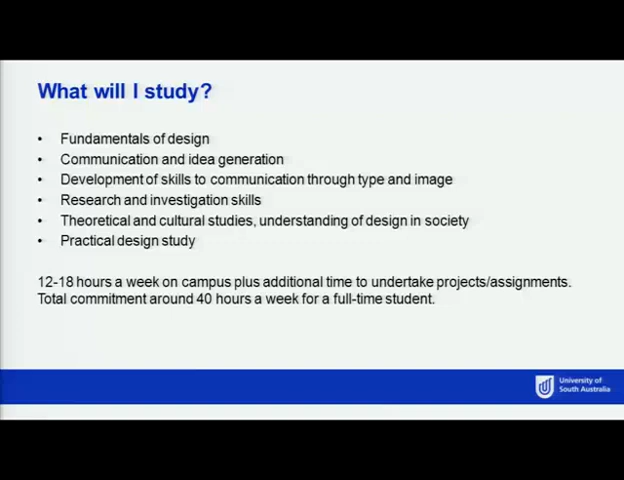 What will I study?
• Fundamentals of design
• Communication and idea generation
• Development of skills to communication through type and image
• Research and investigation skills
• Theoretical and cultural studies, understanding of design in society
• Practical design study
12-18 hours a week on campus plus additional time to undertake projects/assignments.
Total commitment around 40 hours a week for a full-time student.
University of
South Australia